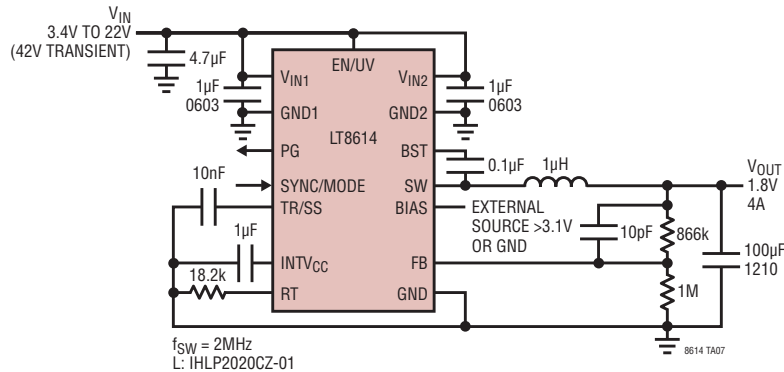 VIN
3.4V TO 22V
(42V TRANSIENT)
4.7µF
EN/UV
VIN1
VIN2
1µF
0603
1µF
0603
GND1
GND2
LT8614
PG
BST
0.1µF
1µH
VOUT
1.8V
4A
10nF
SYNC/MODE
SW
TR/SS
BIAS
EXTERNAL
SOURCE >3.1V
OR GND
10pF
866k
1µF
100µF
1210
INTVCC
FB
18.2k
1M
RT
GND
fSW = 2MHz
L: IHLP2020CZ-01
8614 TA07